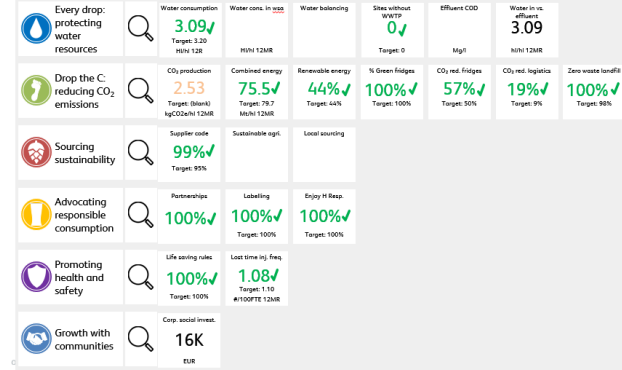 Every drop:
protecting
water
resources
Water consumption
3.09
Target: 3.20
Hl/hl 12R
Water cons. in wsa
Hl/hl 12MR
Water balancing
Sites without
WWTP
0
Target: 0
Effluent COD
Mg/l
Water in vs.
effluent
3.09
hl/hl 12MR
Drop the C:
reducing CO₂
emissions
CO₂ production
2.53
Target: (blank)
kgCO2e/hl 12MR
Combined energy
75.5
Target: 79.7
Mt/hl 12MR
Renewable energy
44%
Target: 44%
% Green fridges
100%
Target: 100%
CO₂ red. fridges
57%
Target: 50%
CO₂ red. logistics
19%
Target: 9%
Zero waste landfill
100%
Target: 98%
Sourcing
sustainability
Supplier code
99%
Target: 95%
Sustainable agri.
Local sourcing
Advocating
responsible
consumption
Partnerships
100%
Labelling
100%
Target: 100%
Enjoy H Resp.
100%
Target: 100%
Promoting
health and
safety
Life saving rules
100%
Target: 100%
Lost time inj. freq.
1.08
Target: 1.10
#/100FTE 12MR
Growth with
communities
Corp. social invest.
16K
EUR